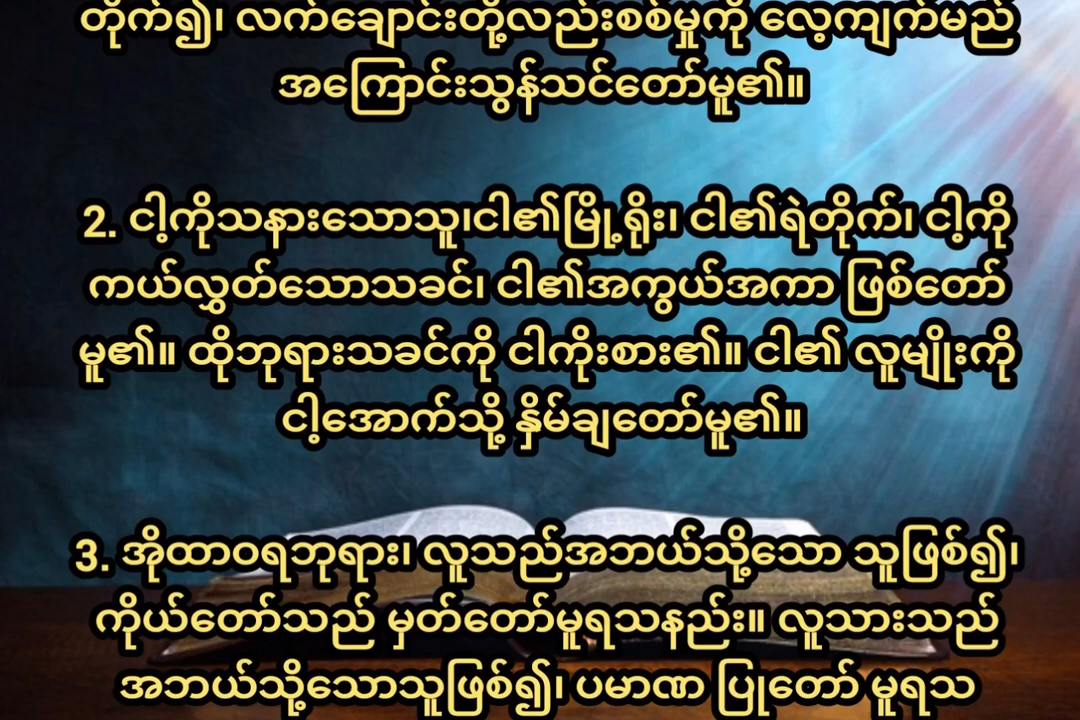 တိုက်၍၊ လက်ချောင်းတို့လည်းစစ်မှုကို လေ့ကျက်မည်
အကြောင်းသွန်သင်တော်မူ၏။
2. ငါ့ကိုသနားသောသူ၊ငါ၏မြို့ရိုး၊ ငါ၏ရဲတိုက်၊ ငါ့ကို
ကယ်လွှတ်သောသခင်၊ ငါ၏အကွယ်အကာ ဖြစ်တော်
မူ၏။ ထိုဘုရားသခင်ကို ငါကိုးစား၏။ ငါ၏ လူမျိုးကို
ငါ့အောက်သို့ နှိမ်ချတော်မူ၏။
3. အိုထာဝရဘုရား၊ လူသည်အဘယ်သို့သော သူဖြစ်၍၊
ကိုယ်တော်သည် မှတ်တော်မူရသနည်း။ လူသားသည်
အဘယ်သို့သောသူဖြစ်၍၊ ပမာဏ ပြုတော် မူရသ